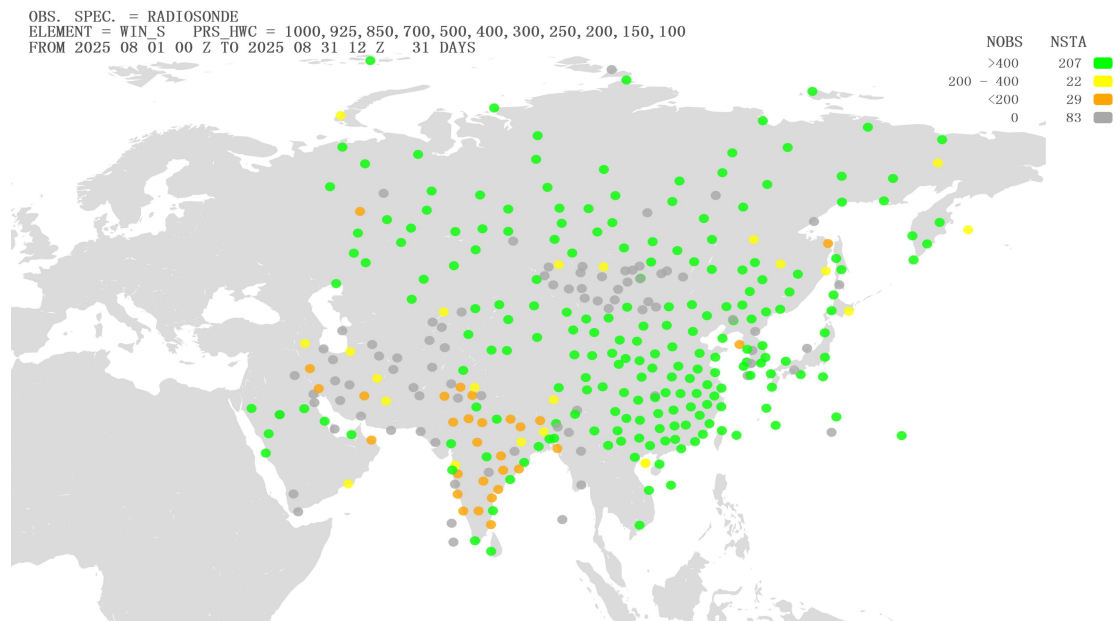 OBS. SPEC. = RADIOSONDE
ELEMENT = WIN_S PRS_HWC = 1000,925,850,700,500,400,300,250,200,150,100
FROM 2025 08 01 00 Z TO 2025 08 31 12 Z 31 DAYS
NOBS NSTA
>400 207
200 - 400 22
<200 29
0 83